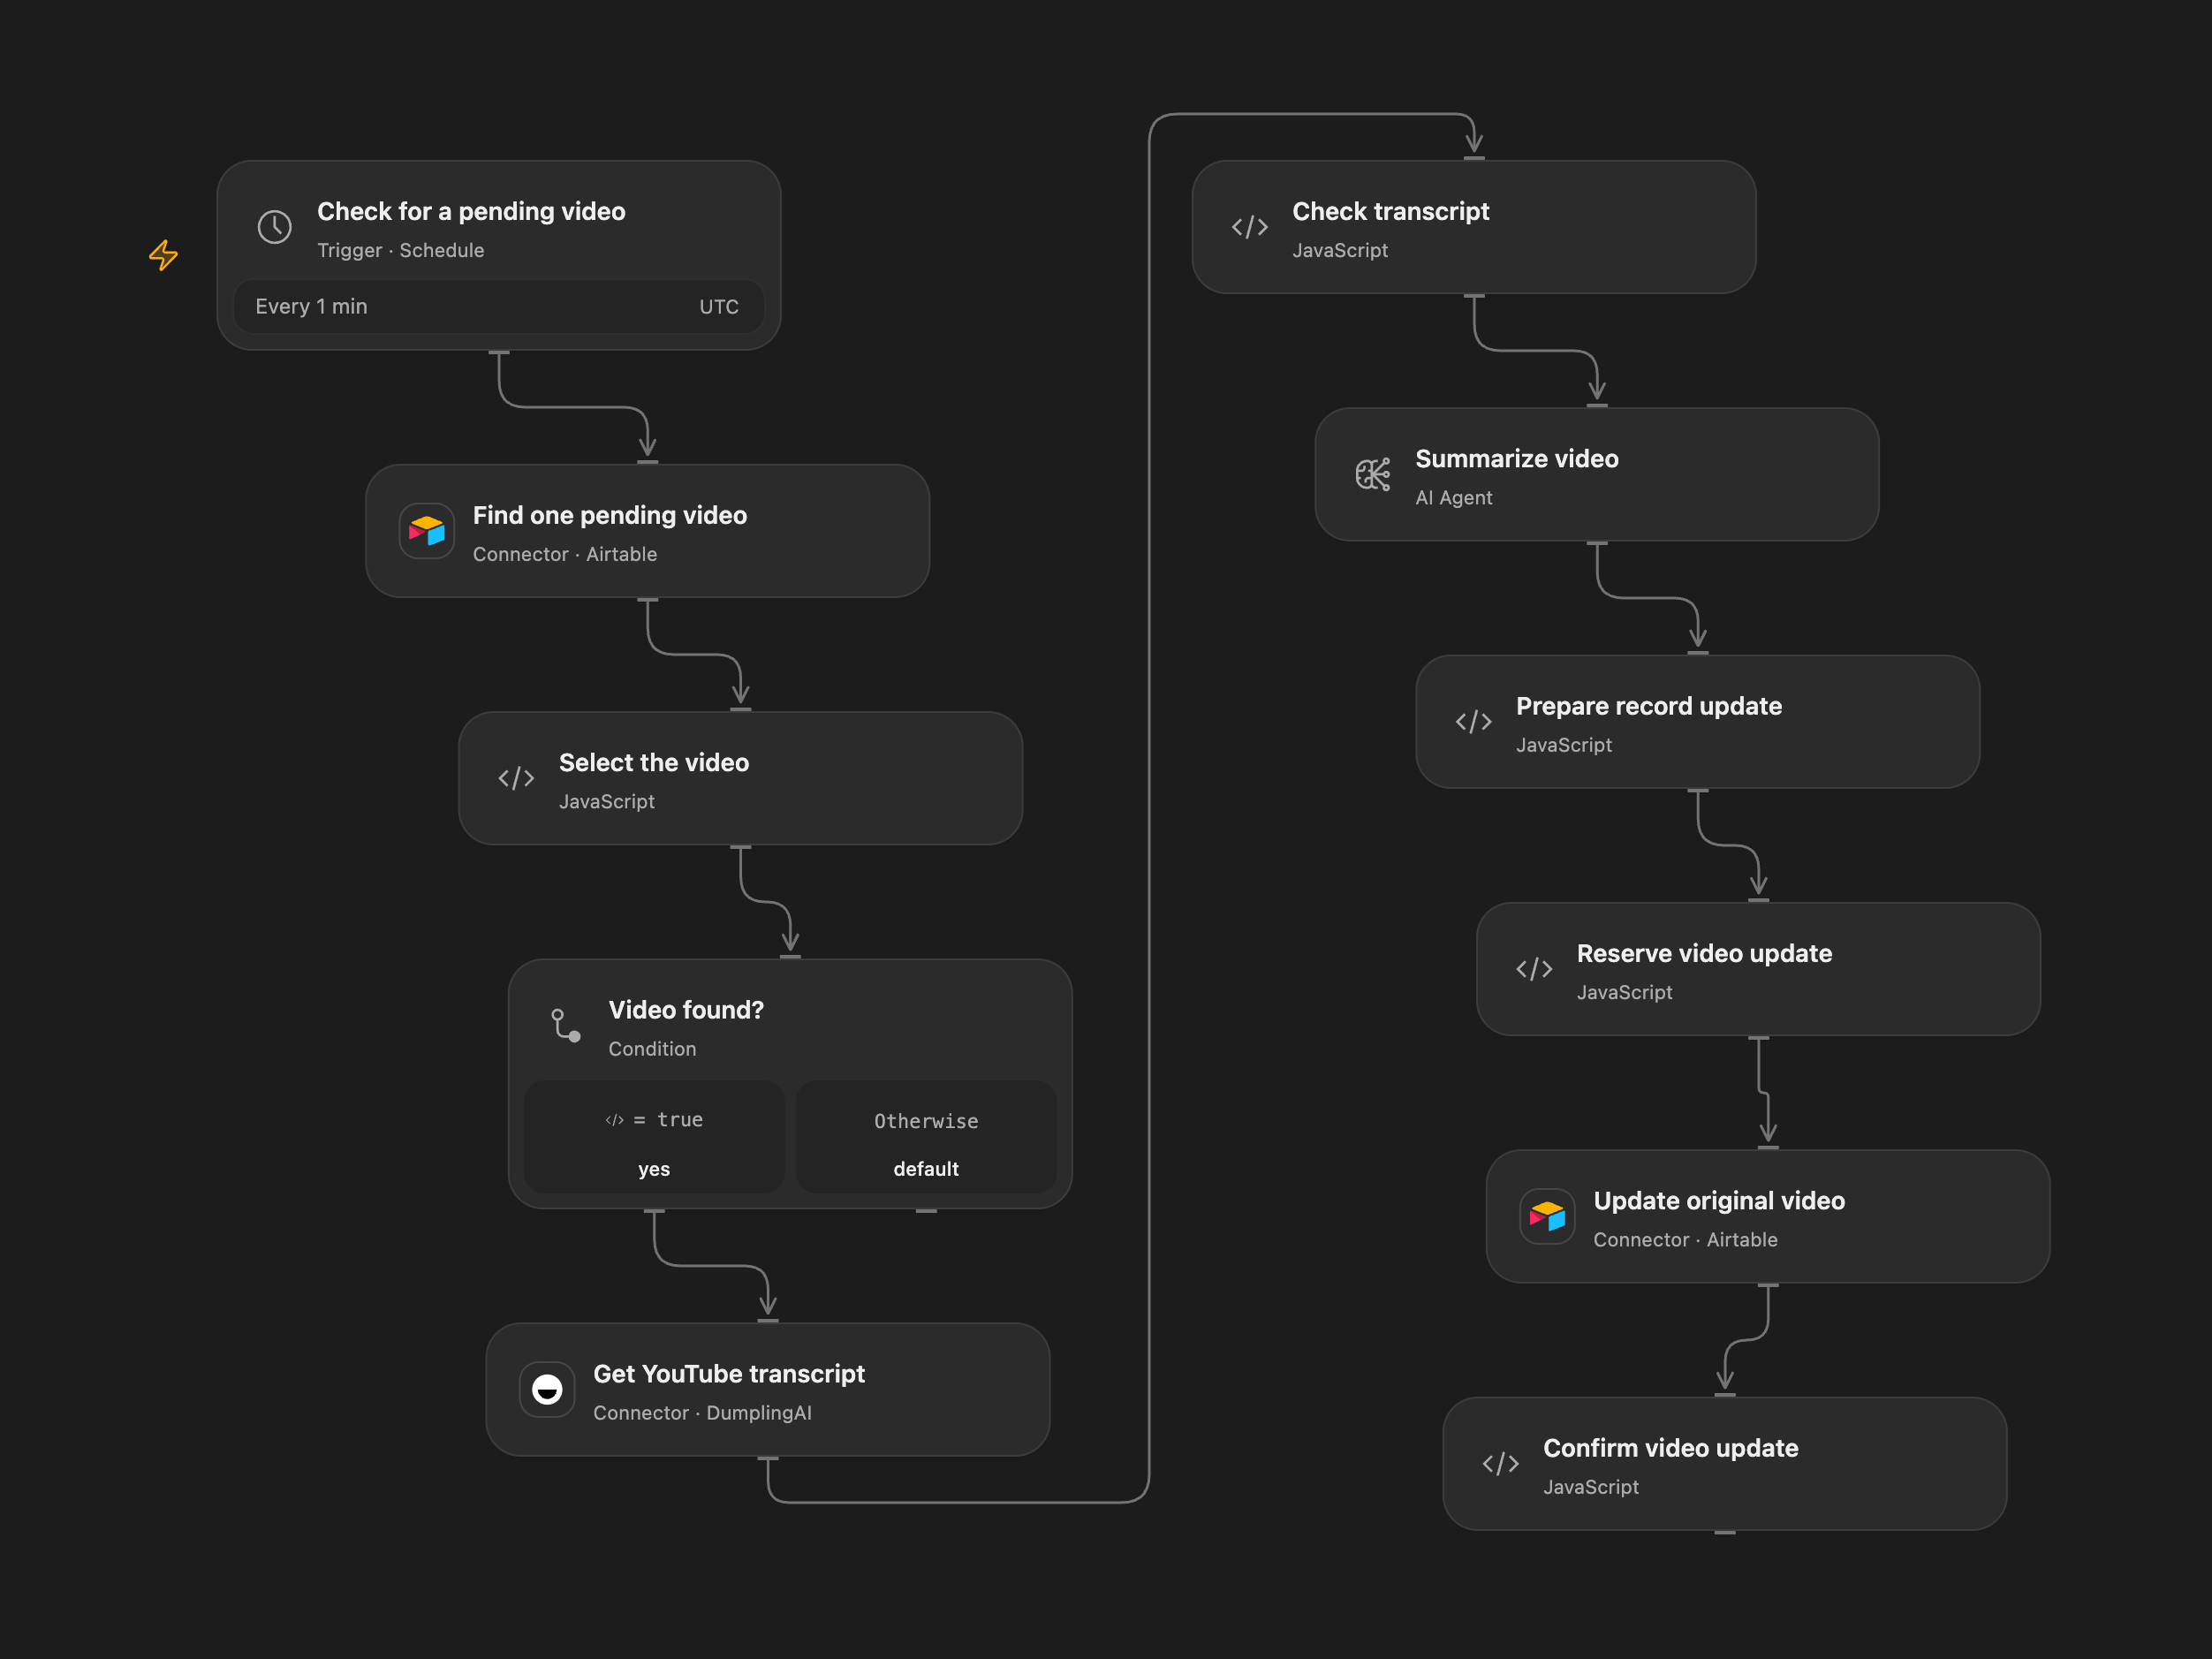 Check for a pending video
Trigger · Schedule
Every 1 min
UTC
Find one pending video
Connector · Airtable
Select the video
JavaScript
Video found?
Condition
</> = true
yes
Otherwise
default
Get YouTube transcript
Connector · DumplingAI
Check transcript
JavaScript
Summarize video
AI Agent
Prepare record update
JavaScript
Reserve video update
JavaScript
Update original video
Connector · Airtable
Confirm video update
JavaScript